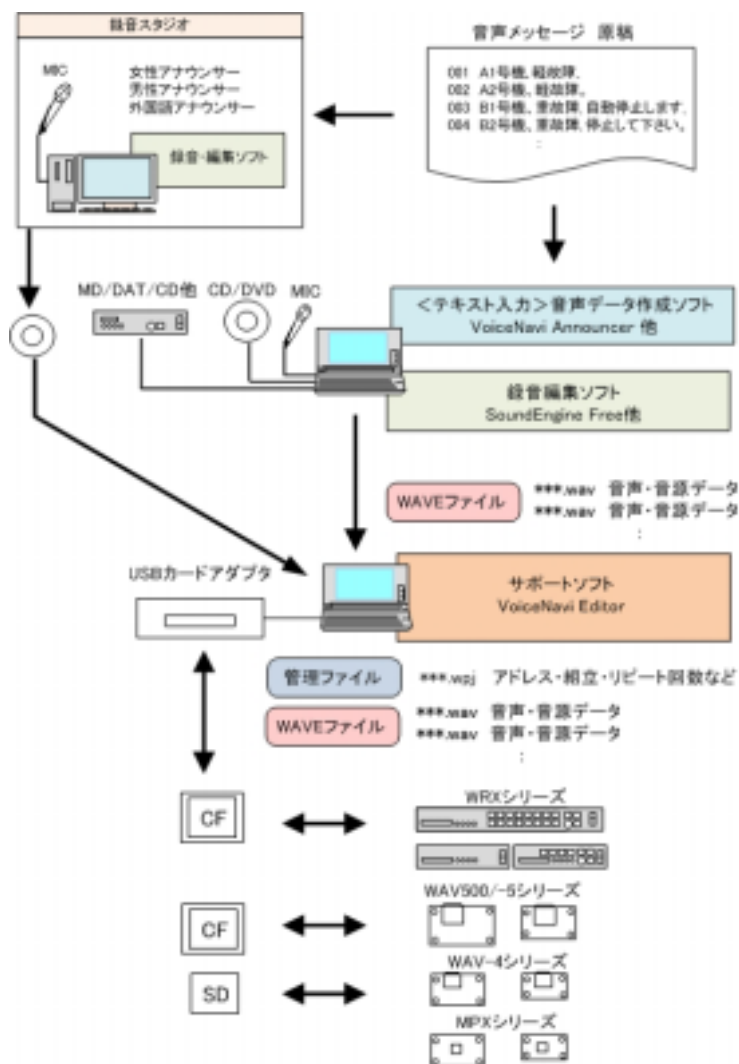 録音スタジオ
MIC
女性アナウンサー
男性アナウンサー
外国語アナウンサー
録音・編集ソフト
音声メッセージ 原稿
001 A1号機、軽故障.
002 A2号機、軽故障。
003 B1号機、重故障、自動停止します.
004 B2号機、重故障、停止して下さい。
:
MD/DAT/CD他 CD/DVD MIC
<テキスト入力>音声データ作成ソフト
VoiceNavi Announcer 他
録音編集ソフト
SoundEngine Free他
WAVEファイル
***.wav 音声・音源データ
***.wav 音声・音源データ
:
USBカードアダプタ
サポートソフト
VoiceNavi Editor
管理ファイル
***.wpj アドレス・組立・リピート回数など
WAVEファイル
***.wav 音声・音源データ
***.wav 音声・音源データ
:
CF
WRXシリーズ
WAV500/-5シリーズ
CF
WAV-4シリーズ
SD
MPXシリーズ